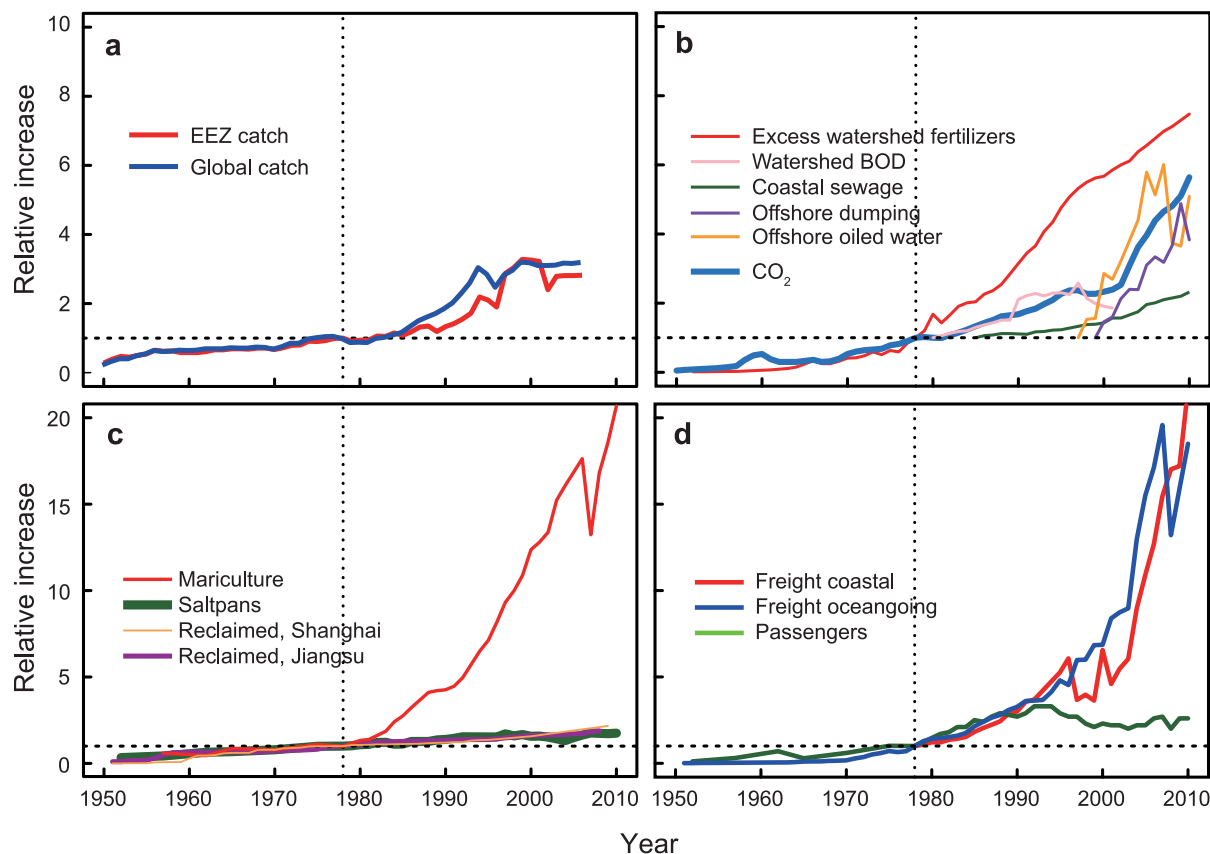 a
10
8
6
4
2
0
Relative increase
EEZ catch
Global catch
b
Excess watershed fertilizers
Watershed BOD
Coastal sewage
Offshore dumping
Offshore oiled water
CO₂
c
20
15
10
5
0
Relative increase
Mariculture
Saltpans
Reclaimed, Shanghai
Reclaimed, Jiangsu
1950 1960 1970 1980 1990 2000 2010
d
Freight coastal
Freight oceangoing
Passengers
1950 1960 1970 1980 1990 2000 2010
Year